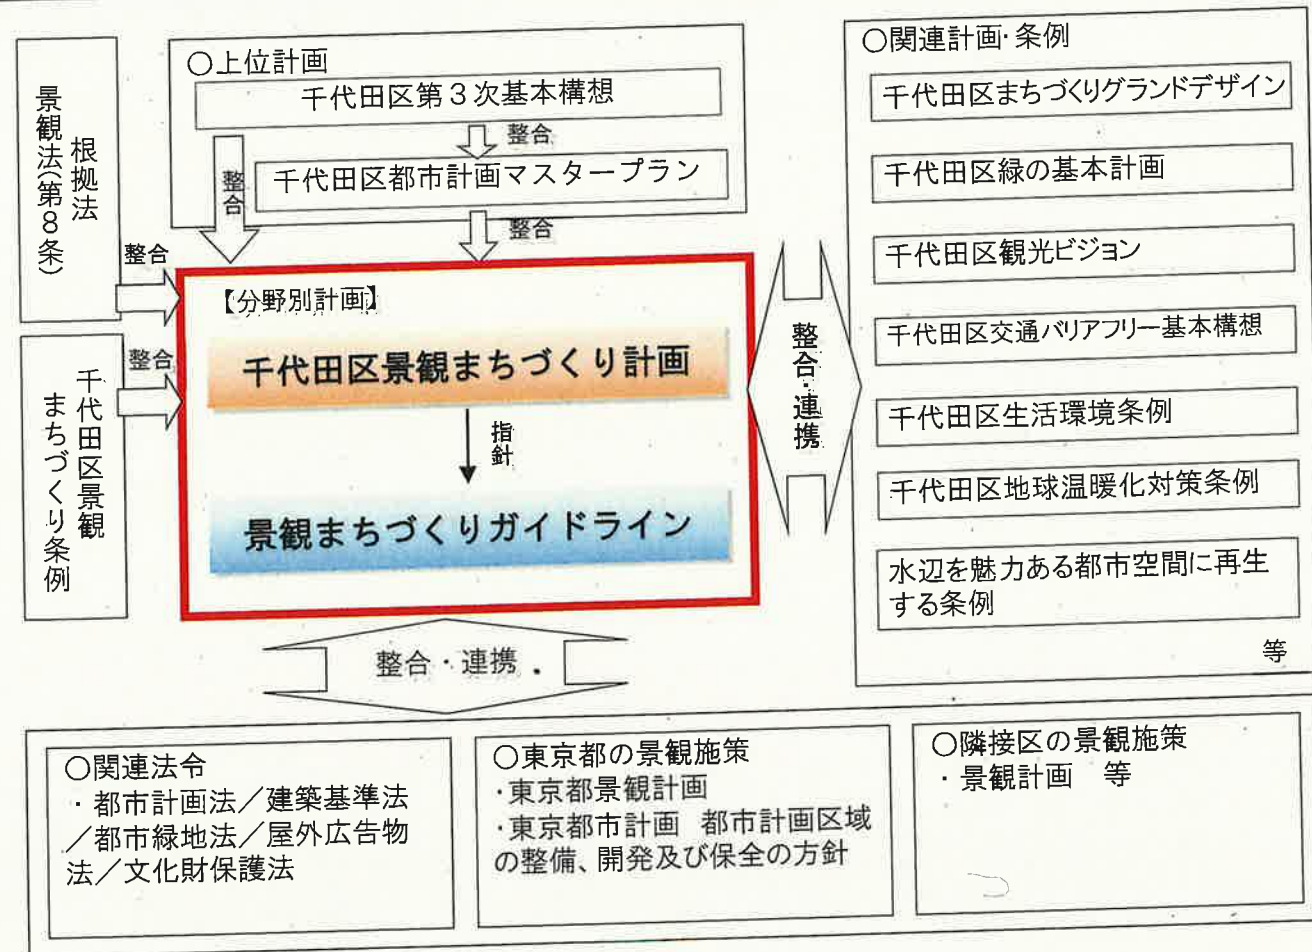 根拠法
景観法(第8条)
千代田区景観
まちづくり条例
整合
整合
○上位計画
千代田区第3次基本構想
整合
整合
千代田区都市計画マスタープラン
整合
【分野別計画】
千代田区景観まちづくり計画
指針
景観まちづくりガイドライン
整合・連携
○関連計画・条例
千代田区まちづくりグランドデザイン
千代田区緑の基本計画
千代田区観光ビジョン
千代田区交通バリアフリー基本構想
千代田区生活環境条例
千代田区地球温暖化対策条例
水辺を魅力ある都市空間に再生
する条例
等
整合・連携
○関連法令
・都市計画法/建築基準法
/都市緑地法/屋外広告物
法/文化財保護法
○東京都の景観施策
・東京都景観計画
・東京都市計画 都市計画区域
の整備、開発及び保全の方針
○隣接区の景観施策
・景観計画 等